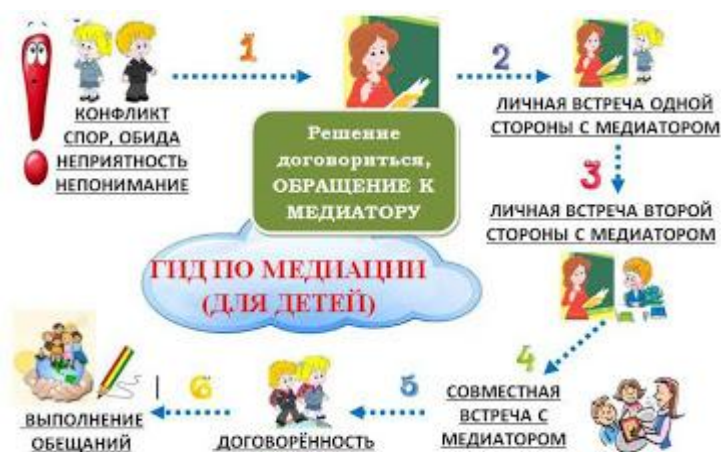 1
КОНФЛИКТ
СПОР, ОБИДА
НЕПРИЯТНОСТЬ
НЕПОНИМАНИЕ
Решение
договориться,
ОБРАЩЕНИЕ К
МЕДИАТОРУ
2
ЛИЧНАЯ ВСТРЕЧА ОДНОЙ
СТОРОНЫ С МЕДИАТОРОМ
3
ЛИЧНАЯ ВСТРЕЧА ВТОРОЙ
СТОРОНЫ С МЕДИАТОРОМ
ГИД ПО МЕДИАЦИИ
(ДЛЯ ДЕТЕЙ)
4
СОВМЕСТНАЯ
ВСТРЕЧА С
МЕДИАТОРОМ
5
ДОГОВОРЁННОСТЬ
6
ВЫПОЛНЕНИЕ
ОБЕЩАНИЙ